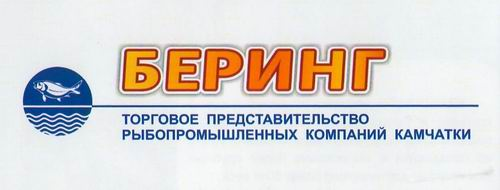 БЕРИНГ
ТОРГОВОЕ ПРЕДСТАВИТЕЛЬСТВО
РЫБОПРОМЫШЛЕННЫХ КОМПАНИЙ КАМЧАТКИ